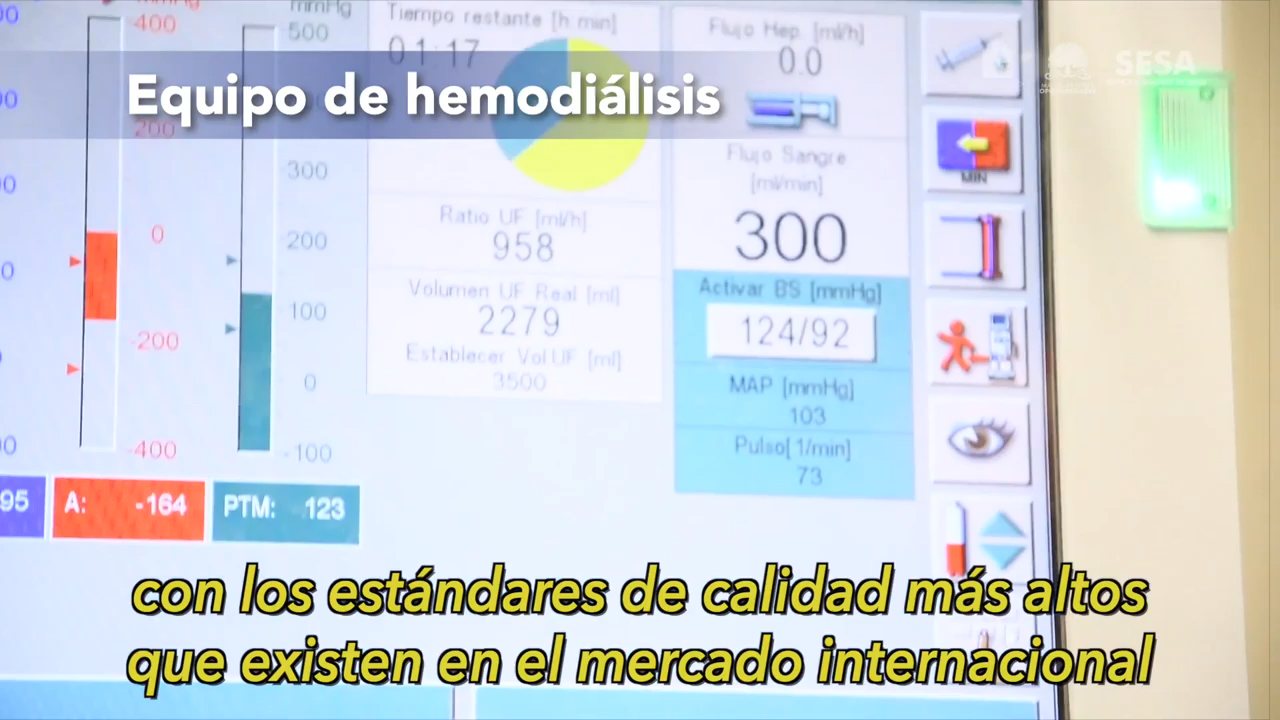 400
mmHg
500
Tiempo restante [h min]
01:17
Flujo Hep. [ml/h]
0.0
SESA
Equipo de hemodiálisis
200
300
Flujo Sangre
[ml/min]
300
MIN
Ratio UF [ml/h]
958
0
200
Volumen UF Real [ml]
2279
Activar BS [mmHg]
124/92
-200
100
Establecer Vol UF [ml]
3500
0
MAP [mmHg]
103
Pulso[ 1/min]
73
-400
-100
95
A: -164
PTM: 123
con los estándares de calidad más altos
que existen en el mercado internacional